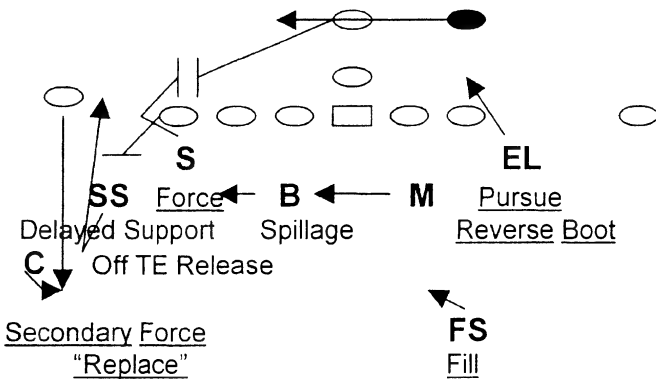 S
EL
SS Force B M Pursue
Delayed Support Spillage Reverse Boot
C Off TE Release
Secondary Force FS
"Replace" Fill